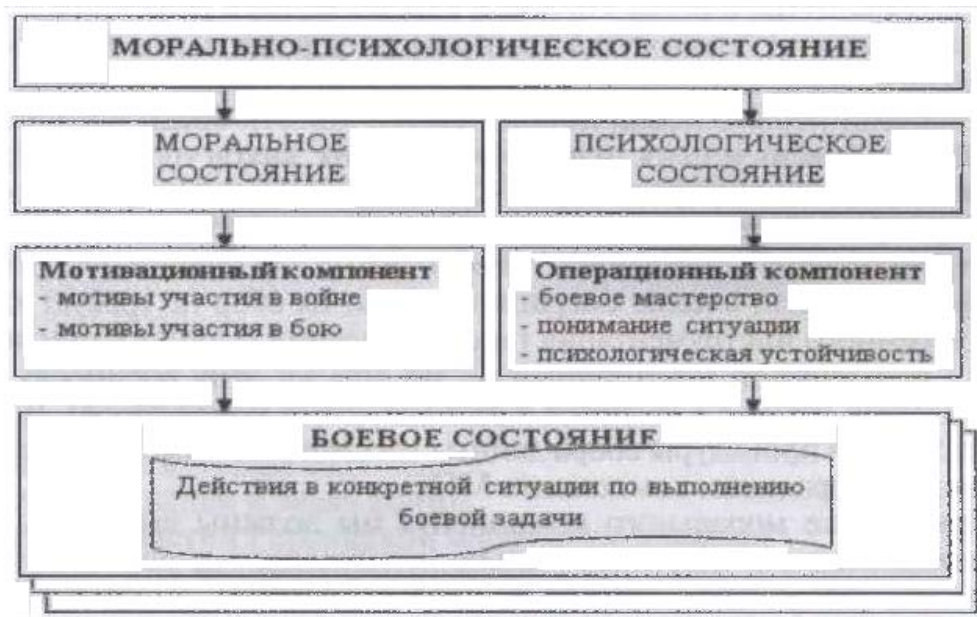 МОРАЛЬНО-ПСИХОЛОГИЧЕСКОЕ СОСТОЯНИЕ
МОРАЛЬНОЕ
СОСТОЯНИЕ
ПСИХОЛОГИЧЕСКОЕ
СОСТОЯНИЕ
Мотивационный компонент
- мотивы участия в войне
- мотивы участия в бою
Операционный компонент
- боевое мастерство
- понимание ситуации
- психологическая устойчивость
БОЕВОЕ СОСТОЯНИЕ
Действия в конкретной ситуации по выполнению
боевой задачи